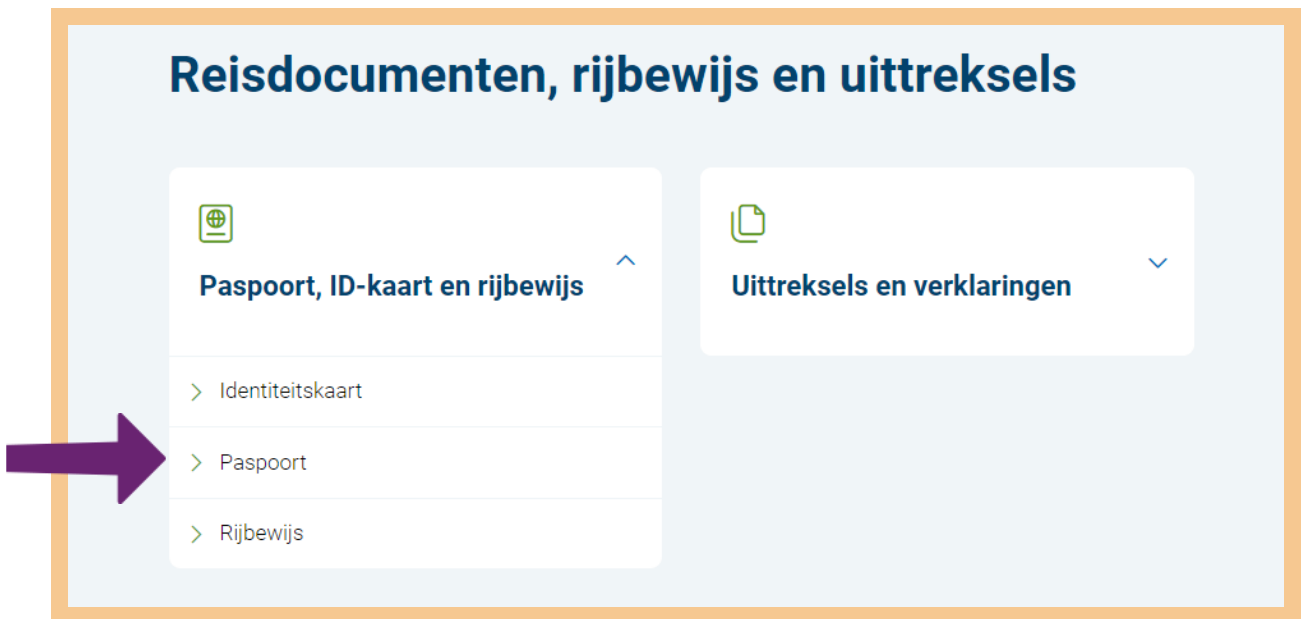 Reisdocumenten, rijbewijs en uittreksels
Paspoort, ID-kaart en rijbewijs
Identiteitskaart
Paspoort
Rijbewijs
Uittreksels en verklaringen